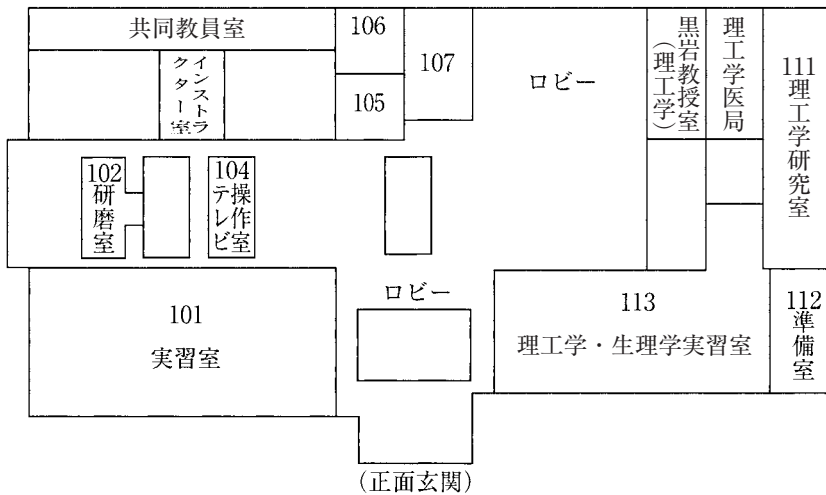 共同教員室
インストラ
クター室
106
105
107
ロビー
黒岩教授室
(理工学)
理工学医局
111
理工学研究室
102
研磨室
104
操作室
テレビ
ロビー
101
実習室
113
理工学・生理学実習室
112
準備室
(正面玄関)